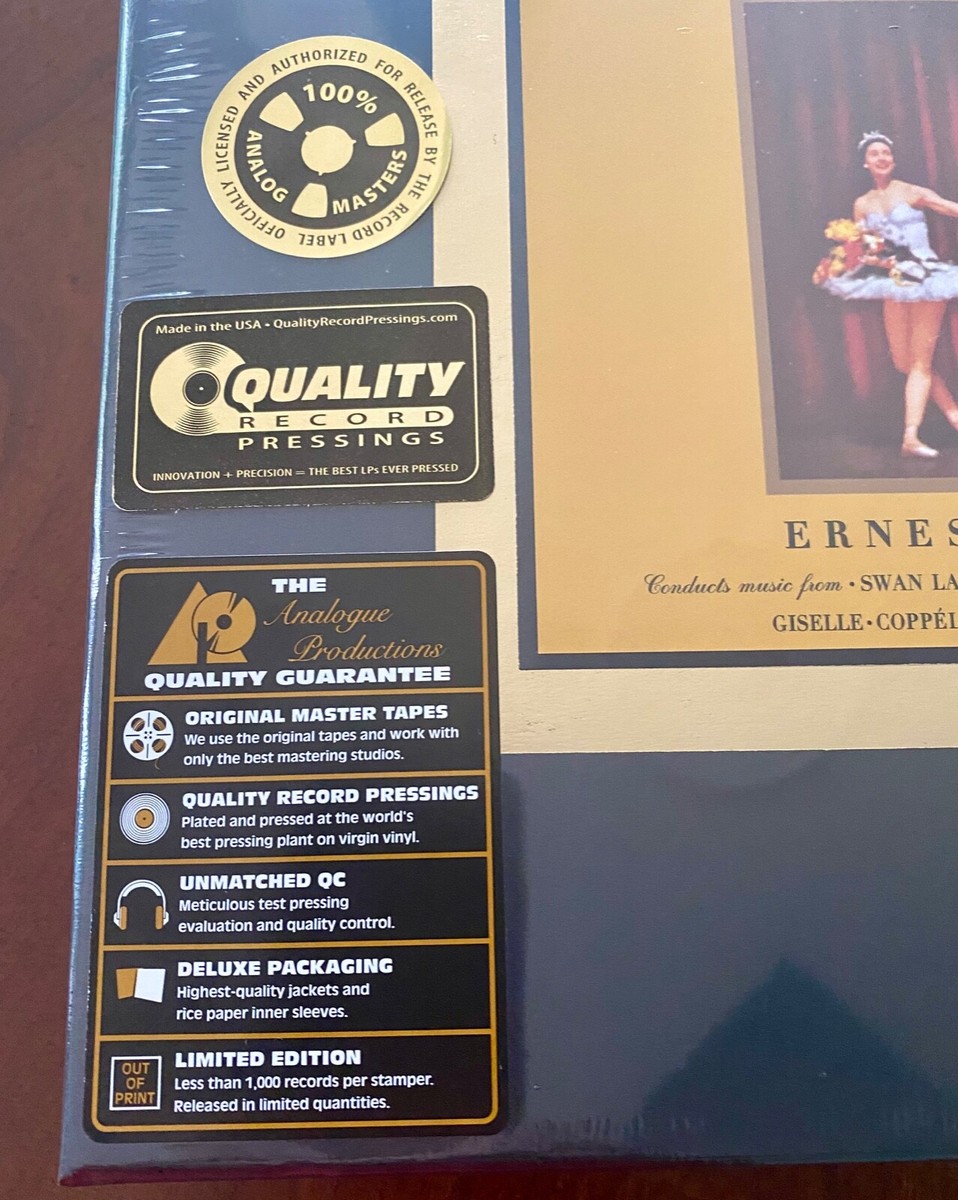 OFFICIALLY LICENSED AND AUTHORIZED FOR RELEASE BY THE RECORD LABEL
100%
ANALOG MASTERS
Made in the USA • QualityRecordPressings.com
QUALITY
RECORD
PRESSINGS
INNOVATION + PRECISION = THE BEST LPs EVER PRESSED
ERNES
Conducts music from • SWAN LA
GISELLE • COPPÉL
THE
Analogue
Productions
QUALITY GUARANTEE
ORIGINAL MASTER TAPES
We use the original tapes and work with
only the best mastering studios.
QUALITY RECORD PRESSINGS
Plated and pressed at the world's
best pressing plant on virgin vinyl.
UNMATCHED QC
Meticulous test pressing
evaluation and quality control.
DELUXE PACKAGING
Highest-quality jackets and
rice paper inner sleeves.
OUT
OF
PRINT
LIMITED EDITION
Less than 1,000 records per stamper.
Released in limited quantities.